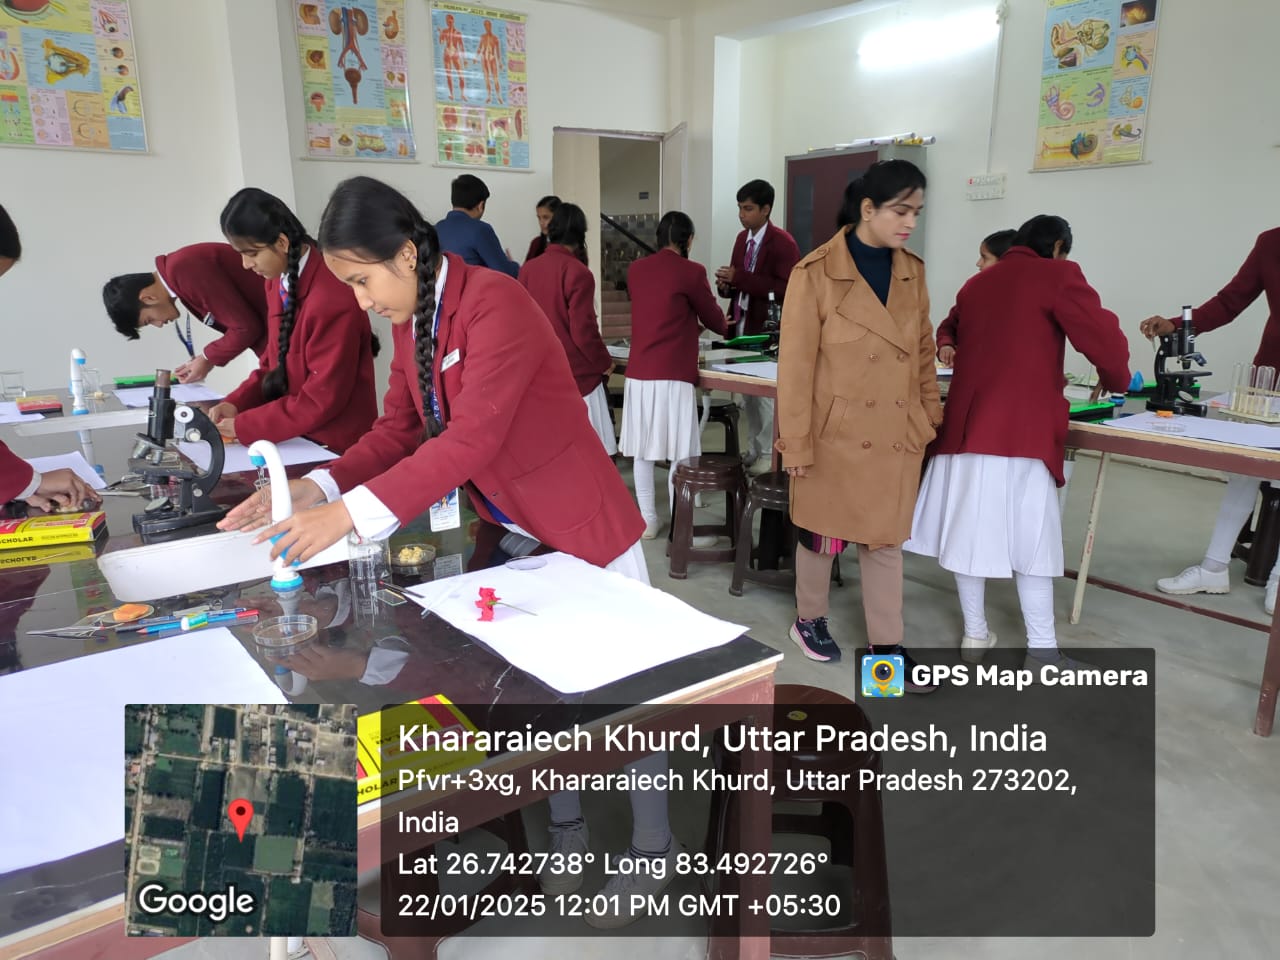 SCHOLAR
SCHOLAR
GPS Map Camera
Khararaiech Khurd, Uttar Pradesh, India
Pfvr+3xg, Khararaiech Khurd, Uttar Pradesh 273202,
India
Lat 26.742738° Long 83.492726°
22/01/2025 12:01 PM GMT +05:30
Google